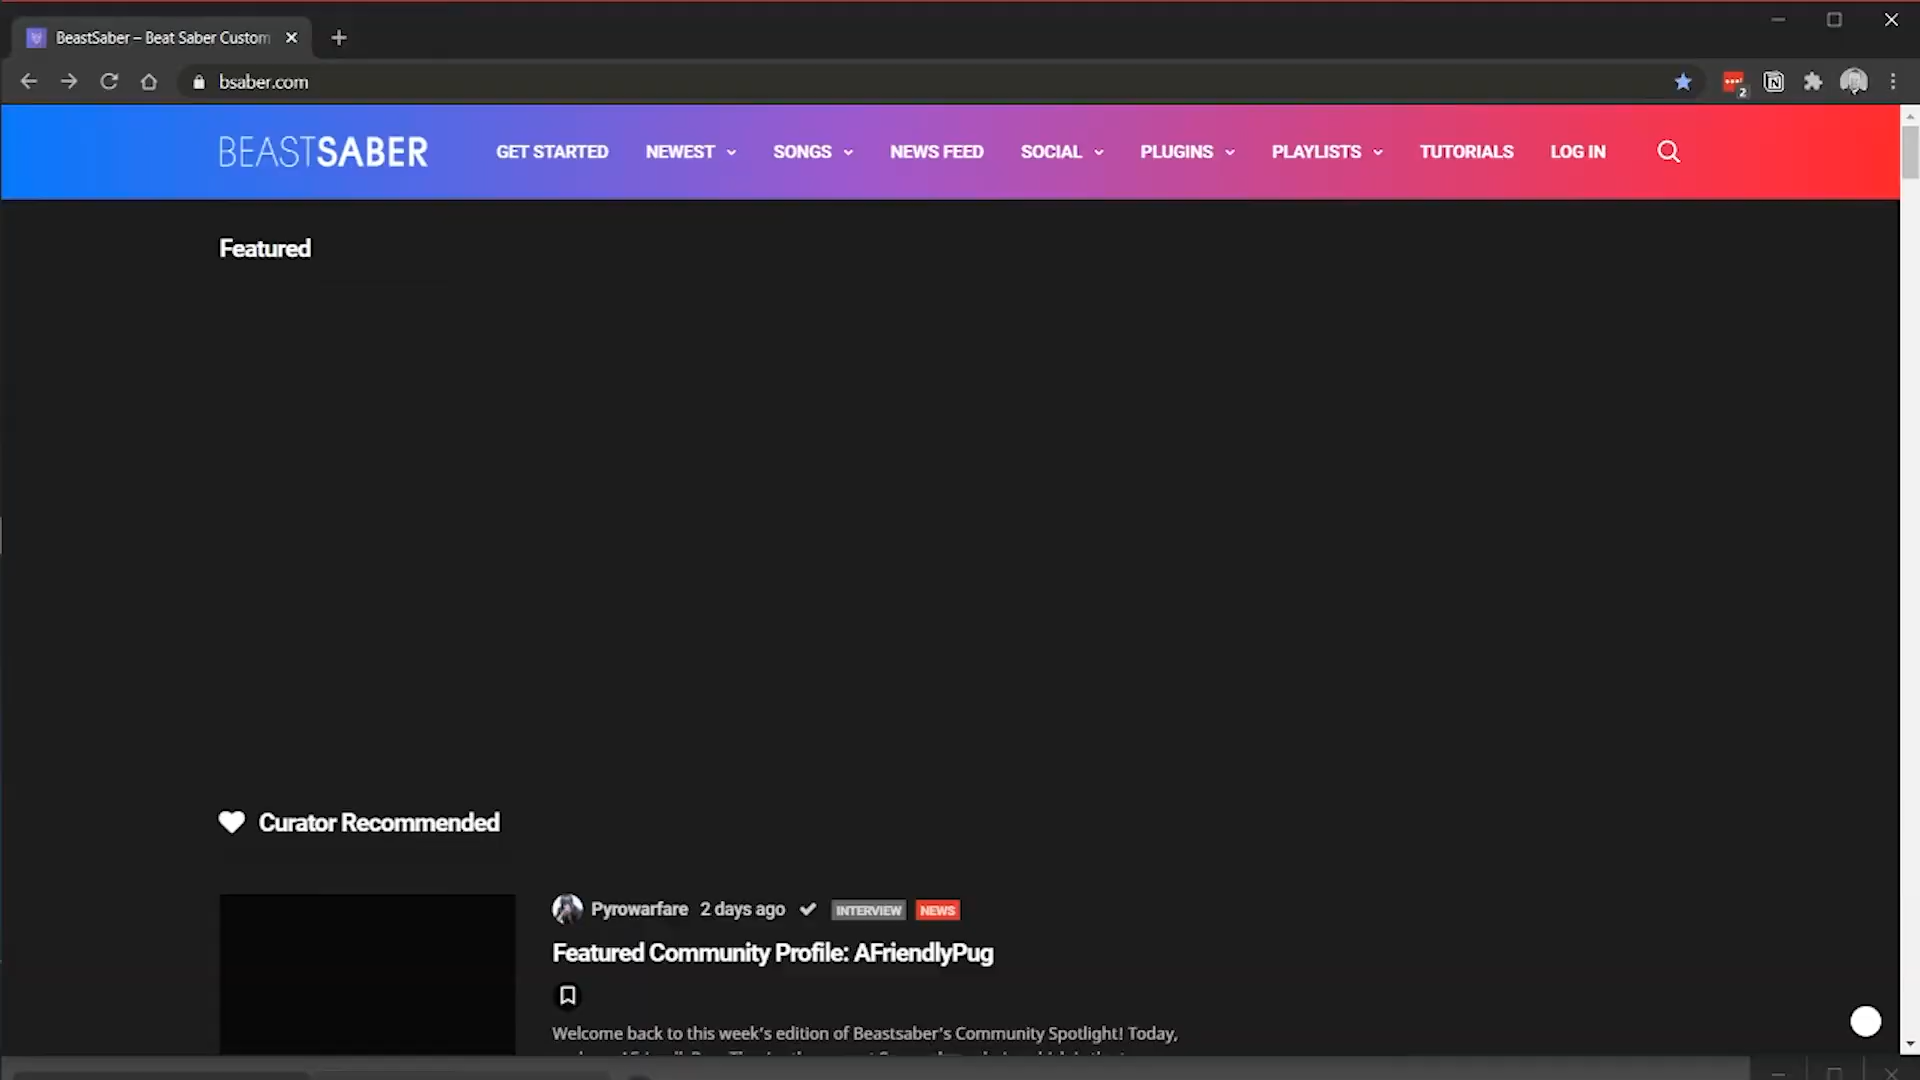 BeastSaber – Beat Saber Custom
bsaber.com
2
BEASTSABER
GET STARTED
NEWEST
SONGS
NEWS FEED
SOCIAL
PLUGINS
PLAYLISTS
TUTORIALS
LOG IN
Featured
Curator Recommended
Pyrowarfare 2 days ago INTERVIEW NEWS
Featured Community Profile: AFriendlyPug
Welcome back to this week's edition of Beastsaber's Community Spotlight! Today,